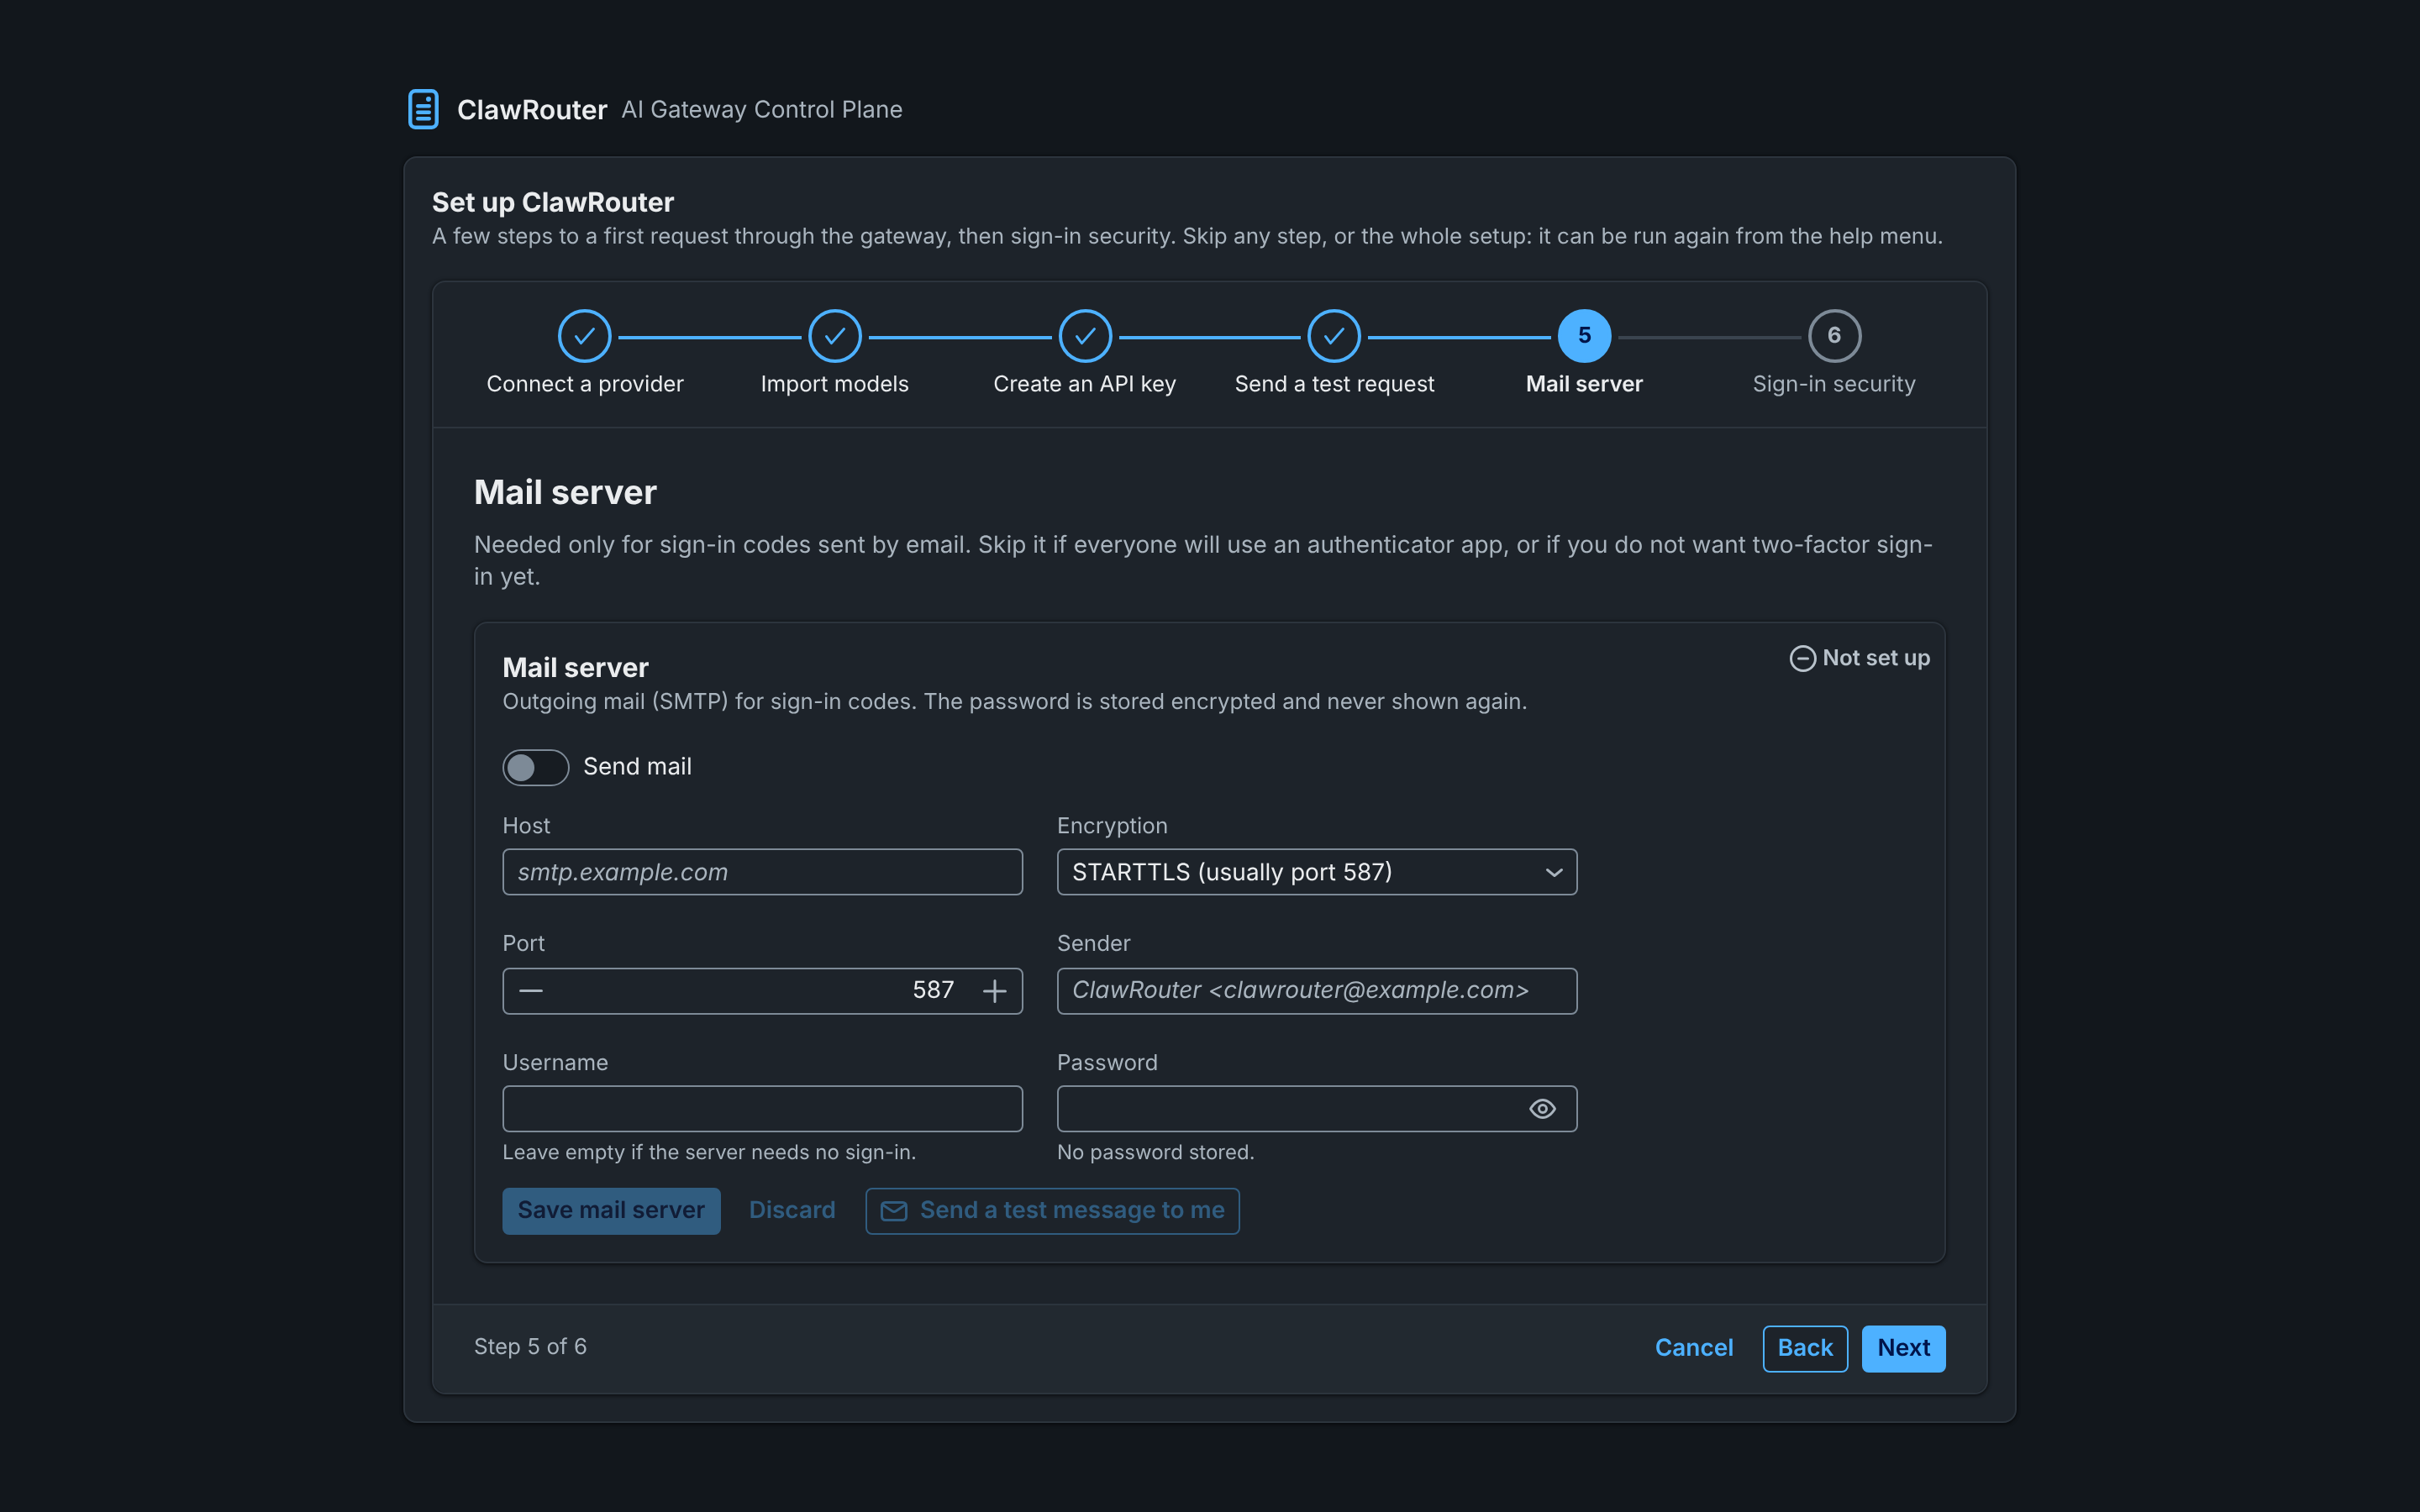 ClawRouter AI Gateway Control Plane
Set up ClawRouter
A few steps to a first request through the gateway, then sign-in security. Skip any step, or the whole setup: it can be run again from the help menu.
Connect a provider
Import models
Create an API key
Send a test request
5
Mail server
6
Sign-in security
Mail server
Needed only for sign-in codes sent by email. Skip it if everyone will use an authenticator app, or if you do not want two-factor sign-
in yet.
Mail server
Not set up
Outgoing mail (SMTP) for sign-in codes. The password is stored encrypted and never shown again.
Send mail
Host
Encryption
smtp.example.com
STARTTLS (usually port 587)
Port
Sender
587
ClawRouter <clawrouter@example.com>
Username
Password
Leave empty if the server needs no sign-in.
No password stored.
Save mail server
Discard
Send a test message to me
Step 5 of 6
Cancel
Back
Next